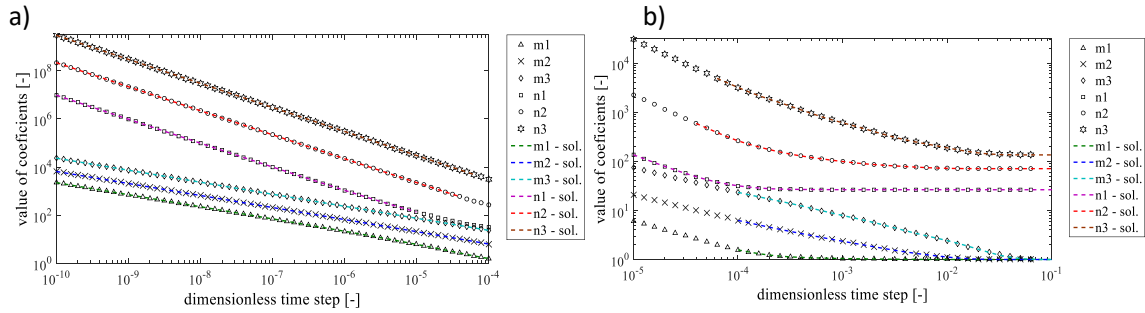 a)
value of coeficients [-]
10^8
10^6
10^4
10^2
10^0
10^-10
10^-9
10^-8
10^-7
10^-6
10^-5
10^-4
dimensionless time step [-]
m1
m2
m3
n1
n2
n3
m1 - sol.
m2 - sol.
m3 - sol.
n1 - sol.
n2 - sol.
n3 - sol.
b)
value of coefficients [-]
10^4
10^3
10^2
10^1
10^0
10^-5
10^-4
10^-3
10^-2
10^-1
dimensionless time step [-]
m1
m2
m3
n1
n2
n3
m1 - sol.
m2 - sol.
m3 - sol.
n1 - sol.
n2 - sol.
n3 - sol.